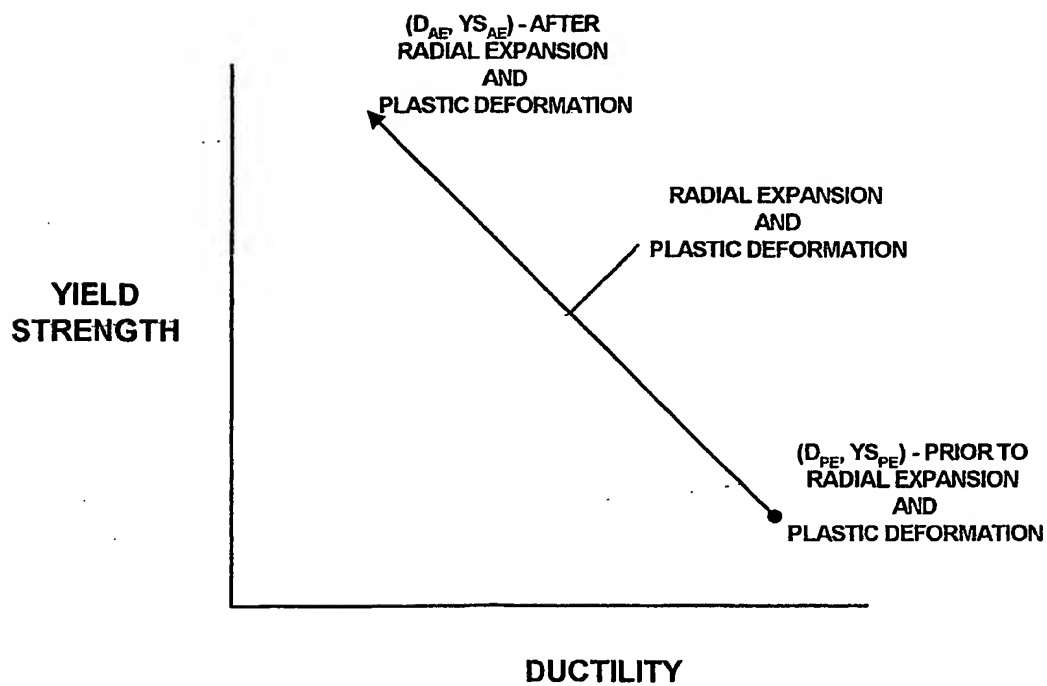 (D_AE, YS_AE) - AFTER
RADIAL EXPANSION
AND
PLASTIC DEFORMATION
RADIAL EXPANSION
AND
PLASTIC DEFORMATION
YIELD
STRENGTH
(D_PE, YS_PE) - PRIOR TO
RADIAL EXPANSION
AND
PLASTIC DEFORMATION
DUCTILITY